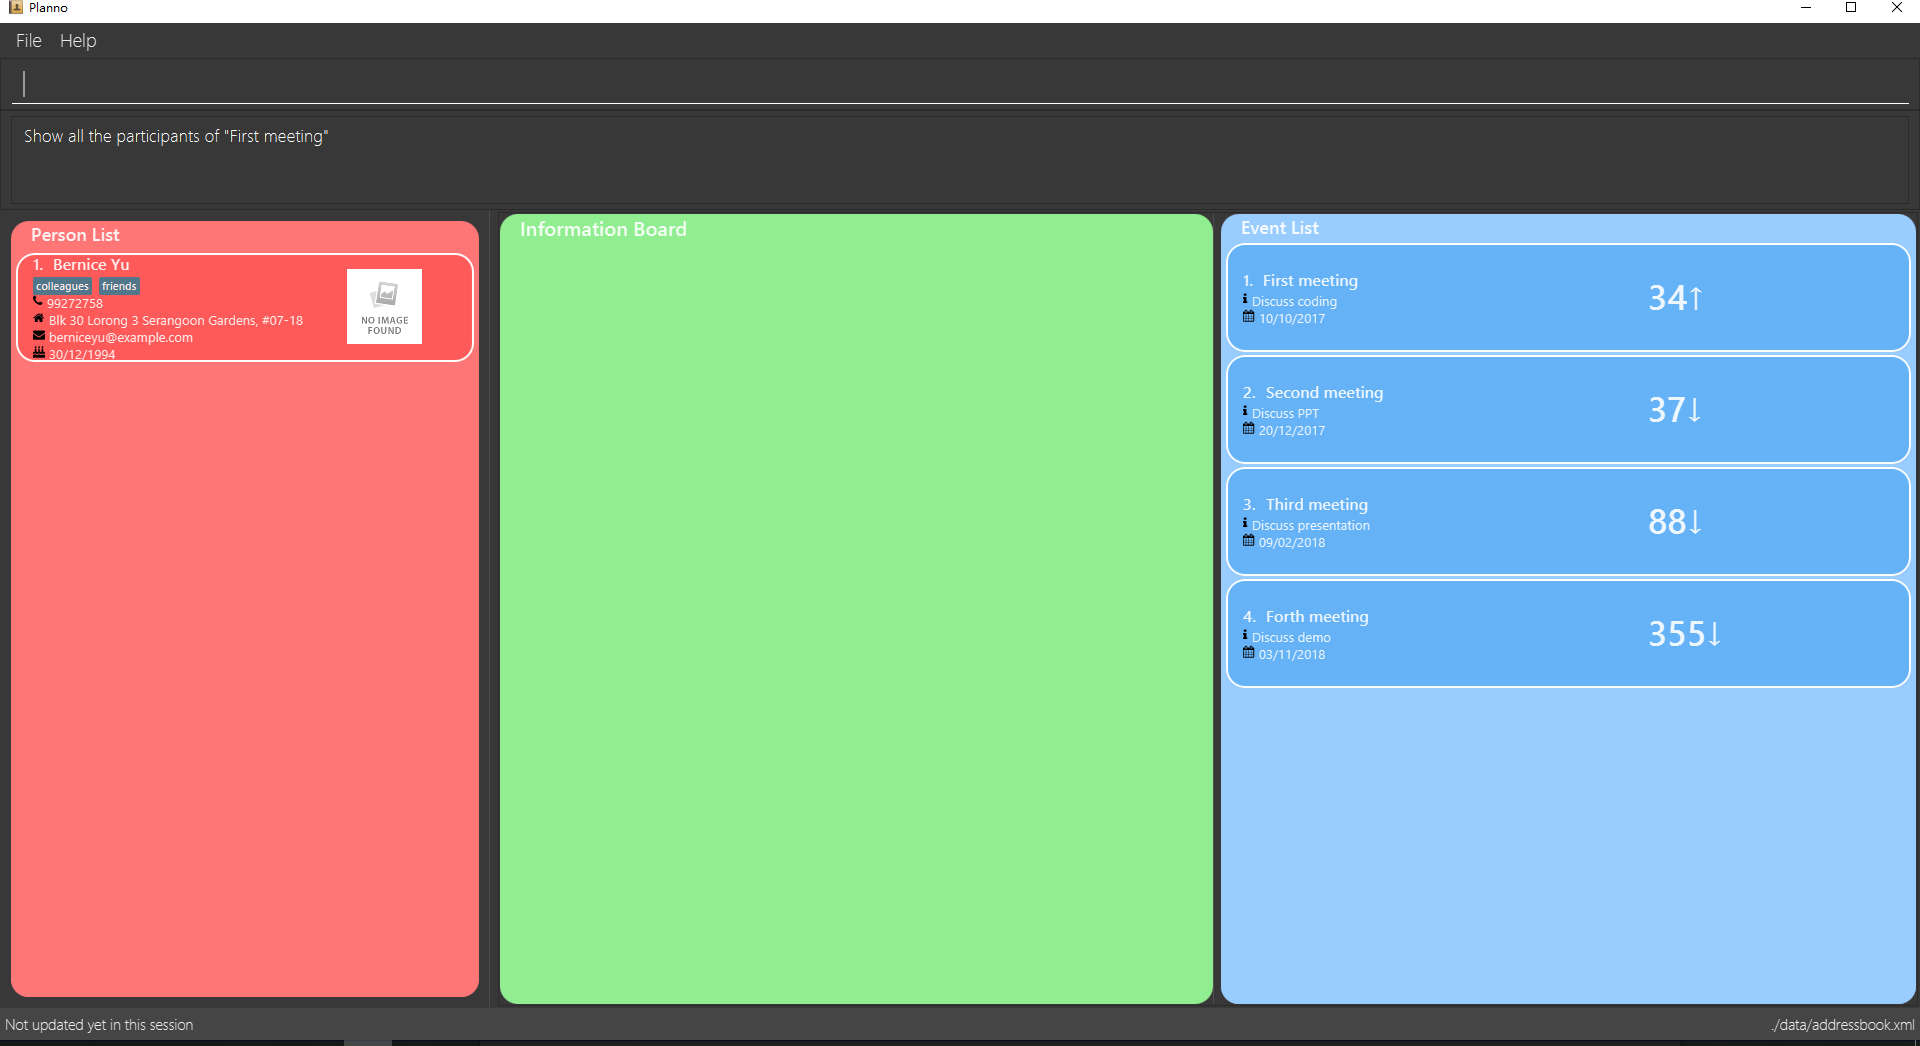 Planno
File Help
Show all the participants of "First meeting"
Person List
1. Bernice Yu
colleagues friends
99272758
Blk 30 Lorong 3 Serangoon Gardens, #07-18
berniceyu@example.com
30/12/1994
NO IMAGE
FOUND
Information Board
Event List
1. First meeting
Discuss coding
10/10/2017
34↑
2. Second meeting
Discuss PPT
20/12/2017
37↓
3. Third meeting
Discuss presentation
09/02/2018
88↓
4. Forth meeting
Discuss demo
03/11/2018
355↓
Not updated yet in this session
./data/addressbook.xml